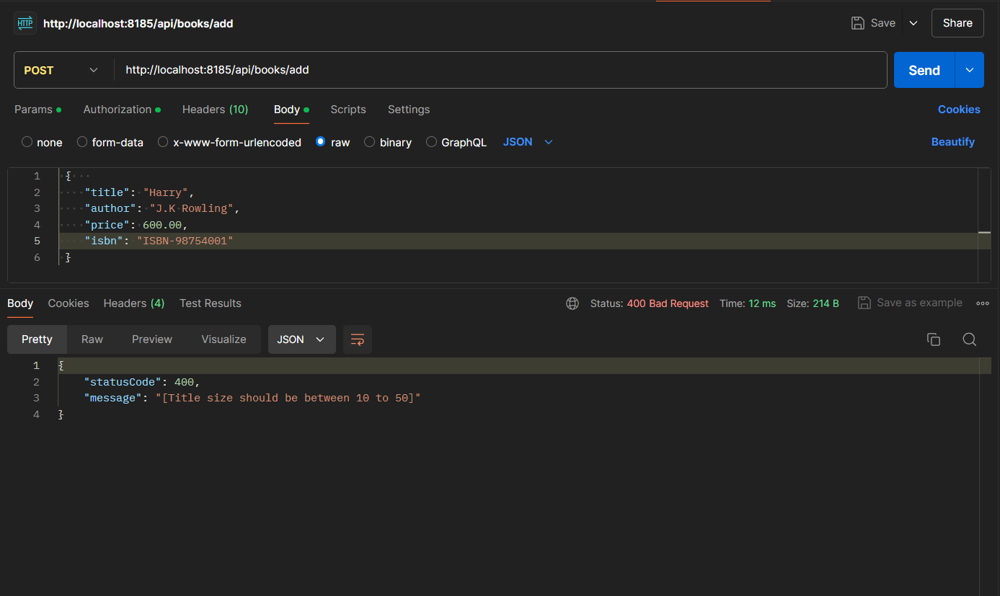 HTTP http://localhost:8185/api/books/add Save Share
POST http://localhost:8185/api/books/add Send
Params Authorization Headers (10) Body Scripts Settings Cookies
none form-data x-www-form-urlencoded raw binary GraphQL JSON Beautify
1 {
2 "title": "Harry",
3 "author": "J.K Rowling",
4 "price": 600.00,
5 "isbn": "ISBN-98754001"
6 }
Body Cookies Headers (4) Test Results Status: 400 Bad Request Time: 12 ms Size: 214 B Save as example
Pretty Raw Preview Visualize JSON
1 {
2 "statusCode": 400,
3 "message": "[Title size should be between 10 to 50]"
4 }